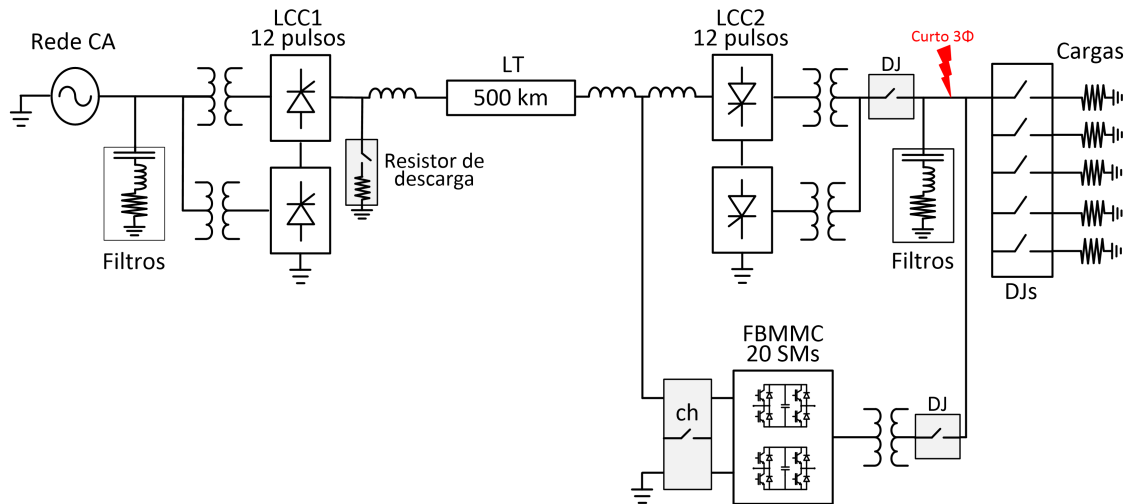 Rede CA
LCC1
12 pulsos
LT
500 km
Resistor de
descarga
Filtros
LCC2
12 pulsos
DJ
Curto 3Φ
Cargas
Filtros
DJs
FBMMC
20 SMs
ch
DJ